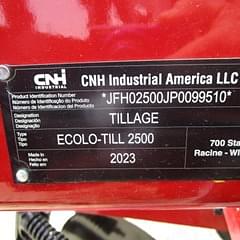 CNH
INDUSTRIAL
CNH Industrial America LLC
Product Identification Number
Número de Identificação do Produto
Número de Identificación del Producto
*JFH02500JP0099510*
Designation
Designação
Designación
TILLAGE
Type
Tipo
Tipo
ECOLO-TILL 2500
Made in
Fabricado em
Hecho en
2023
700 Sta
Racine - WI